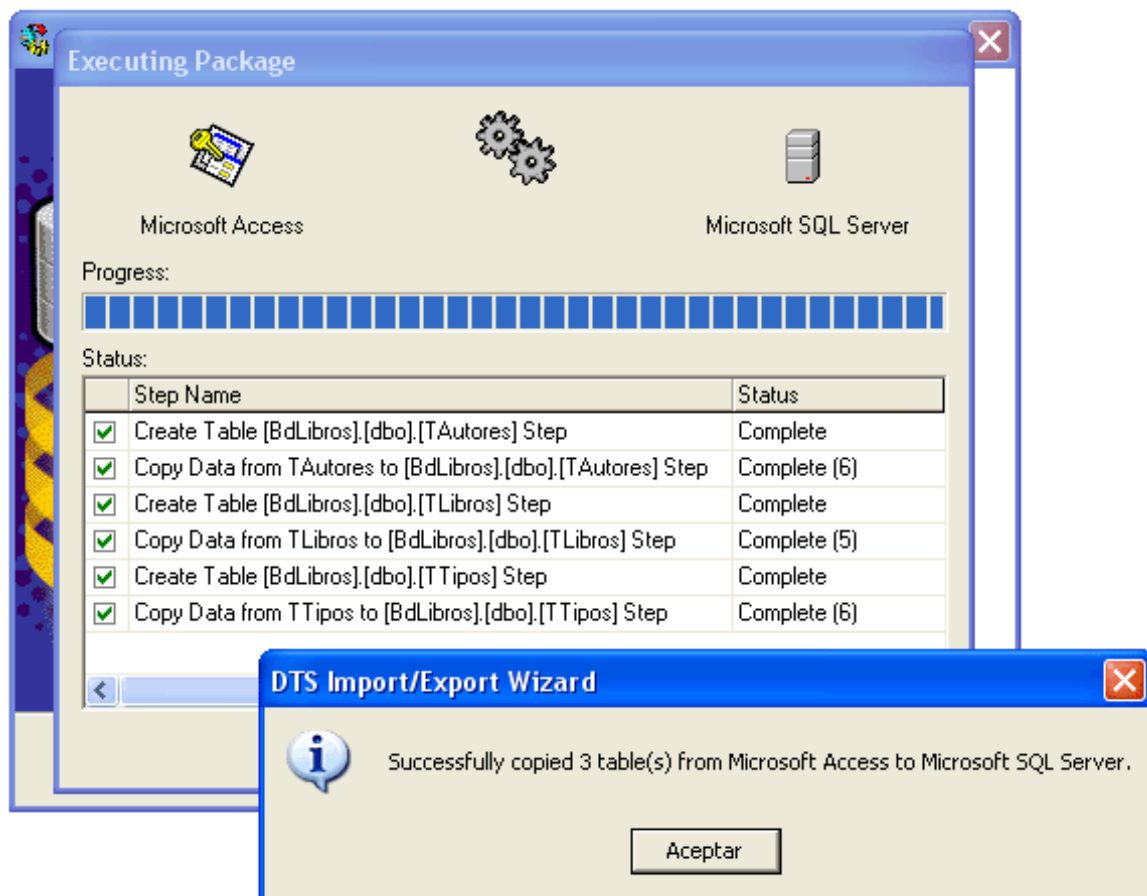 Executing Package
Microsoft Access
Microsoft SQL Server
Progress:
Status:
Step Name Status
Create Table [BdLibros].[dbo].[TAutores] Step Complete
Copy Data from TAutores to [BdLibros].[dbo].[TAutores] Step Complete (6)
Create Table [BdLibros].[dbo].[TLibros] Step Complete
Copy Data from TLibros to [BdLibros].[dbo].[TLibros] Step Complete (5)
Create Table [BdLibros].[dbo].[TTipos] Step Complete
Copy Data from TTipos to [BdLibros].[dbo].[TTipos] Step Complete (6)
DTS Import/Export Wizard
Successfully copied 3 table(s) from Microsoft Access to Microsoft SQL Server.
Aceptar